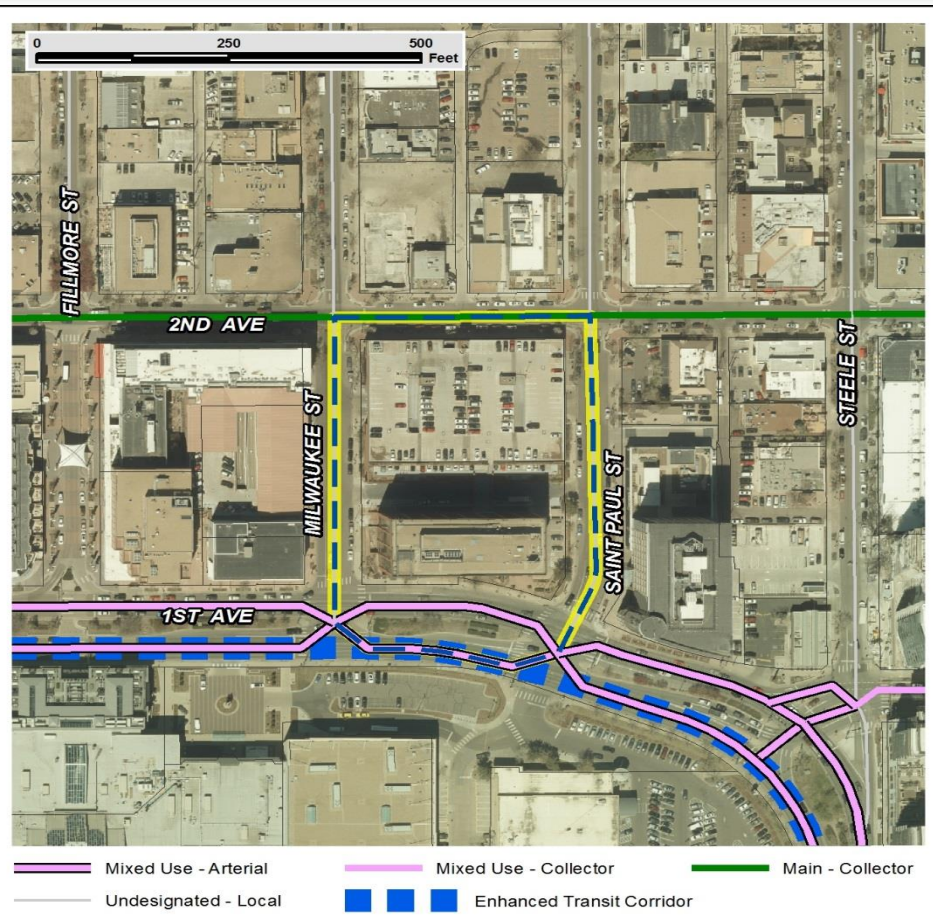 0 250 500
Feet
FILLMORE ST
2ND AVE
MILWAUKEE ST
SAINT PAUL ST
STEELE ST
1ST AVE
Mixed Use - Arterial
Mixed Use - Collector
Main - Collector
Undesignated - Local
Enhanced Transit Corridor